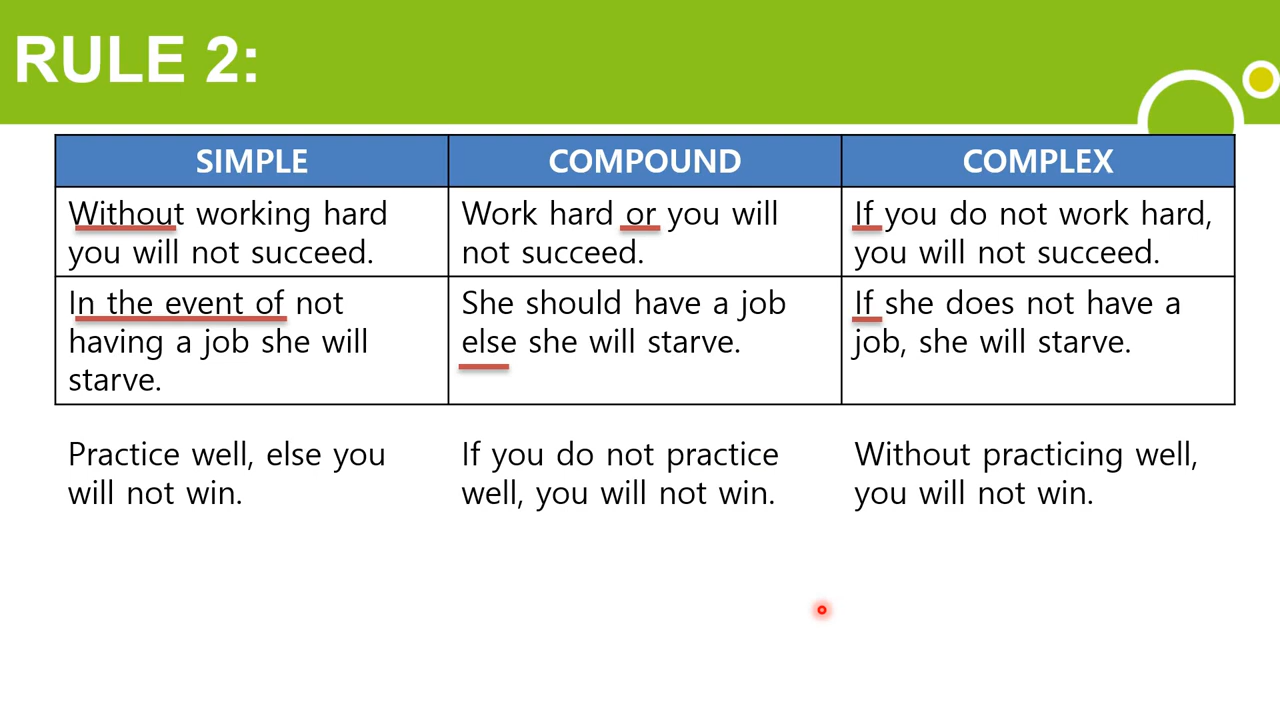 RULE 2:
SIMPLE
COMPOUND
COMPLEX
Without working hard
you will not succeed.
Work hard or you will
not succeed.
If you do not work hard,
you will not succeed.
In the event of not
having a job she will
starve.
She should have a job
else she will starve.
If she does not have a
job, she will starve.
Practice well, else you
will not win.
If you do not practice
well, you will not win.
Without practicing well,
you will not win.